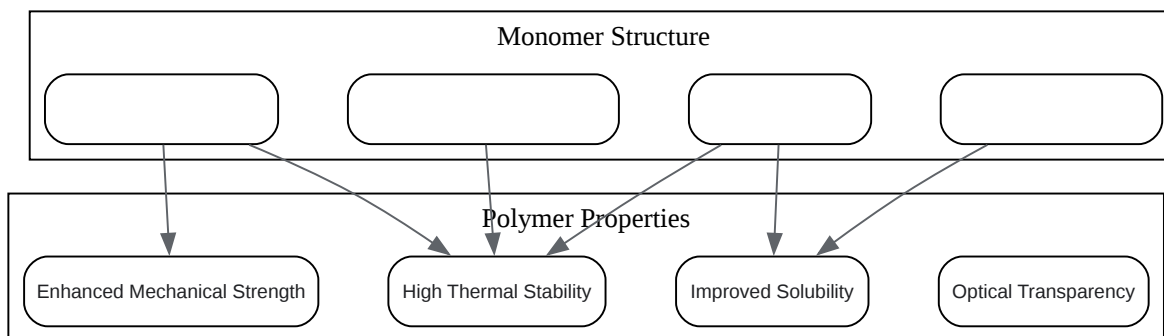 Monomer Structure
Polymer Properties
Enhanced Mechanical Strength
High Thermal Stability
Improved Solubility
Optical Transparency